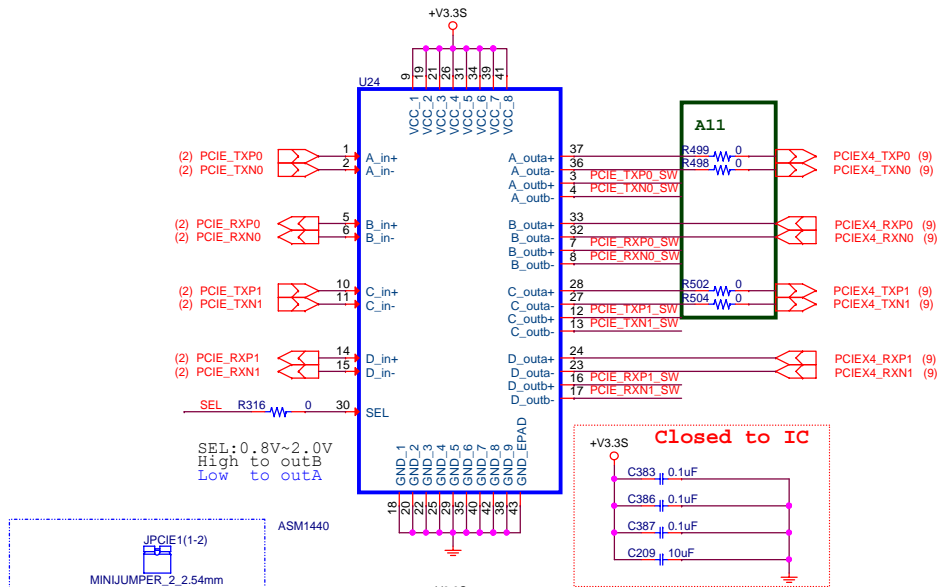 +V3.3S
9 19 21 26 31 34 39 41
U24
VCC_1 VCC_2 VCC_3 VCC_4 VCC_5 VCC_6 VCC_7 VCC_8
A11
(2) PCIE_TXP0 1 A_in+ A_outa+ 37 R499 0 PCIEX4_TXP0 (9)
(2) PCIE_TXN0 2 A_in- A_outa- 36 R498 0 PCIEX4_TXN0 (9)
A_outb+ 3 PCIE_TXP0_SW
A_outb- 4 PCIE_TXN0_SW
(2) PCIE_RXP0 5 B_in+ B_outa+ 33 PCIEX4_RXP0 (9)
(2) PCIE_RXN0 6 B_in- B_outa- 32 PCIEX4_RXN0 (9)
B_outb+ 7 PCIE_RXP0_SW
B_outb- 8 PCIE_RXN0_SW
(2) PCIE_TXP1 10 C_in+ C_outa+ 28 R502 0 PCIEX4_TXP1 (9)
(2) PCIE_TXN1 11 C_in- C_outa- 27 R504 0 PCIEX4_TXN1 (9)
C_outb+ 12 PCIE_TXP1_SW
C_outb- 13 PCIE_TXN1_SW
(2) PCIE_RXP1 14 D_in+ D_outa+ 24 PCIEX4_RXP1 (9)
(2) PCIE_RXN1 15 D_in- D_outa- 23 PCIEX4_RXN1 (9)
D_outb+ 16 PCIE_RXP1_SW
D_outb- 17 PCIE_RXN1_SW
SEL R316 0 30 SEL
SEL:0.8V~2.0V
High to outB
Low to outA
GND_1 GND_2 GND_3 GND_4 GND_5 GND_6 GND_7 GND_8 GND_9 GND_EPAD
18 20 22 25 29 35 40 42 38 43
ASM1440
Closed to IC
+V3.3S
C383 0.1uF
C386 0.1uF
C387 0.1uF
C209 10uF
JPCIE1(1-2)
MINIJUMPER_2_2.54mm